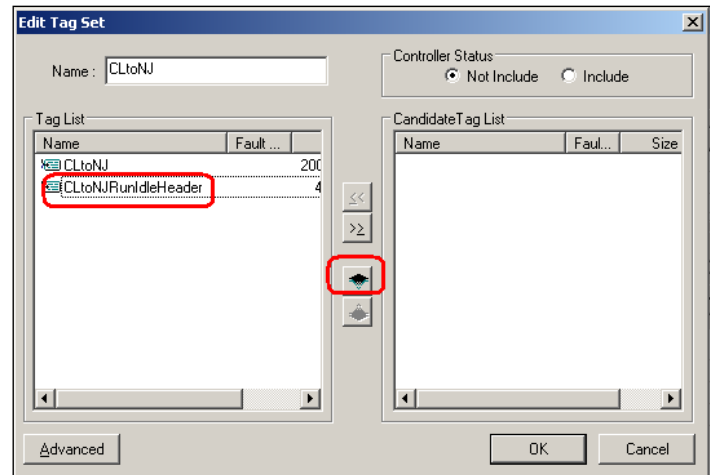 Edit Tag Set
Name : CLtoNJ
Controller Status
Not Include Include
Tag List
Name Fault ...
CLtoNJ 200
CLtoNJRunIdleHeader 4
<<
>>
CandidateTag List
Name Faul... Size
Advanced
OK Cancel